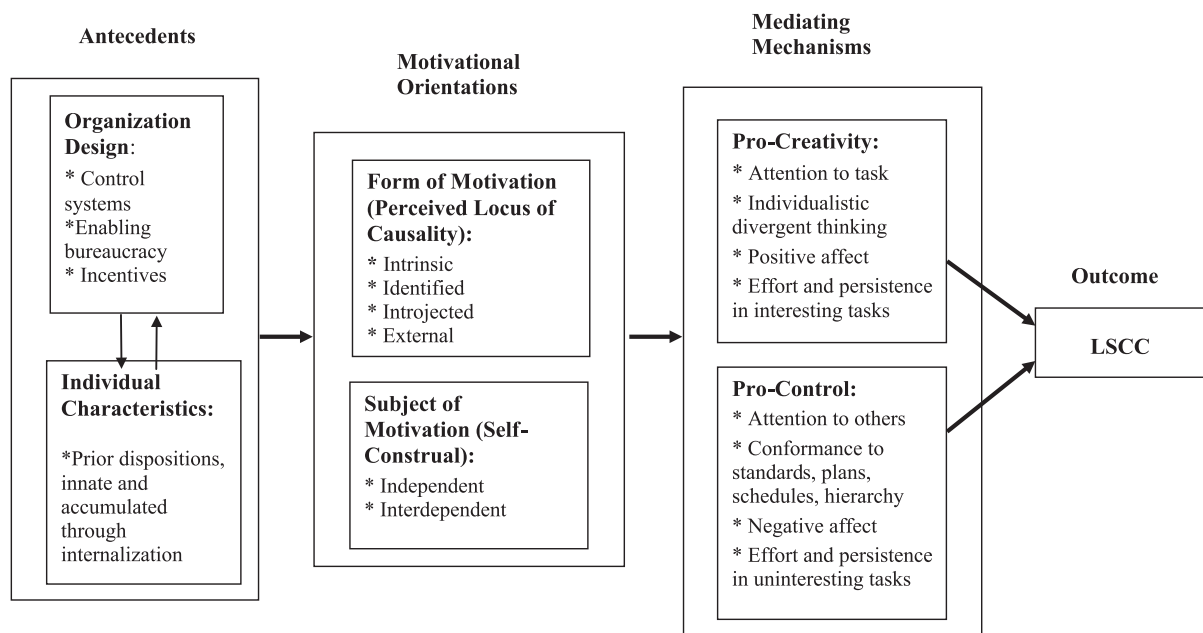 Antecedents
Organization
Design:
* Control
systems
*Enabling
bureaucracy
* Incentives
Individual
Characteristics:
*Prior dispositions,
innate and
accumulated
through
internalization
Motivational
Orientations
Form of Motivation
(Perceived Locus of
Causality):
* Intrinsic
* Identified
* Introjected
* External
Subject of
Motivation (Self-
Construal):
* Independent
* Interdependent
Mediating
Mechanisms
Pro-Creativity:
* Attention to task
* Individualistic
divergent thinking
* Positive affect
* Effort and persistence
in interesting tasks
Pro-Control:
* Attention to others
* Conformance to
standards, plans,
schedules, hierarchy
* Negative affect
* Effort and persistence
in uninteresting tasks
Outcome
LSCC